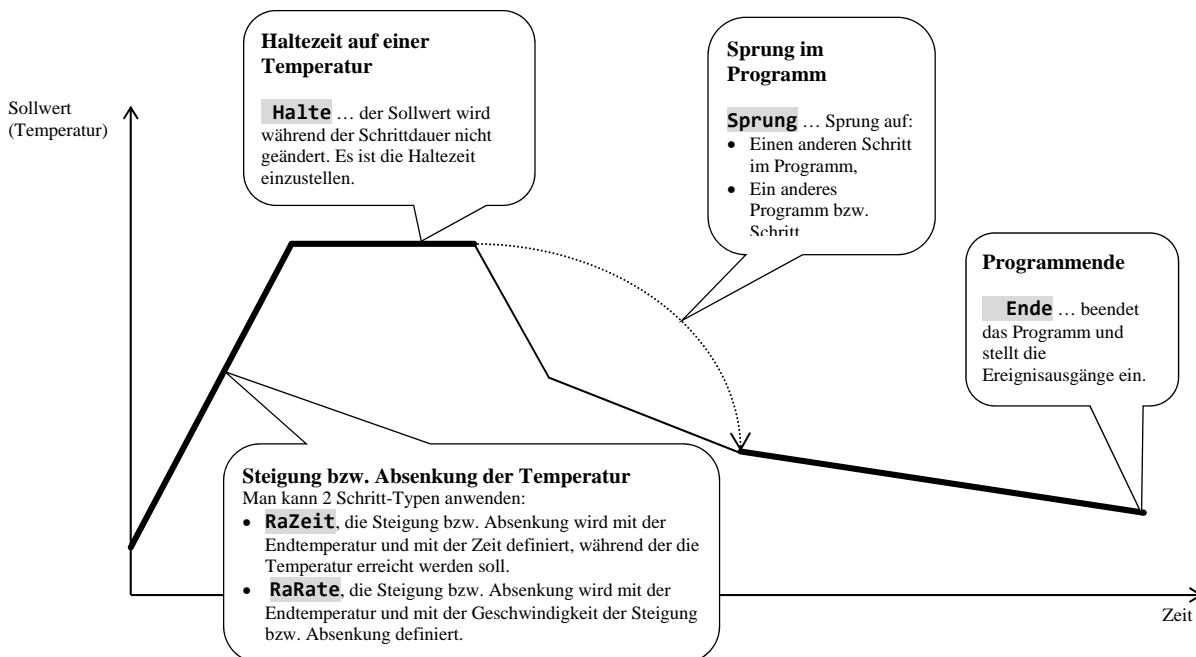 Haltezeit auf einer
Temperatur
Halte … der Sollwert wird
während der Schrittdauer nicht
geändert. Es ist die Haltezeit
einzustellen.
Sprung im
Programm
Sprung … Sprung auf:
• Einen anderen Schritt
im Programm,
• Ein anderes
Programm bzw.
Schritt
Sollwert
(Temperatur)
Programmende
Ende … beendet
das Programm und
stellt die
Ereignisausgänge ein.
Steigung bzw. Absenkung der Temperatur
Man kann 2 Schritt-Typen anwenden:
• RaZeit, die Steigung bzw. Absenkung wird mit der
Endtemperatur und mit der Zeit definiert, während der die
Temperatur erreicht werden soll.
• RaRate, die Steigung bzw. Absenkung wird mit der
Endtemperatur und mit der Geschwindigkeit der Steigung
bzw. Absenkung definiert.
Zeit